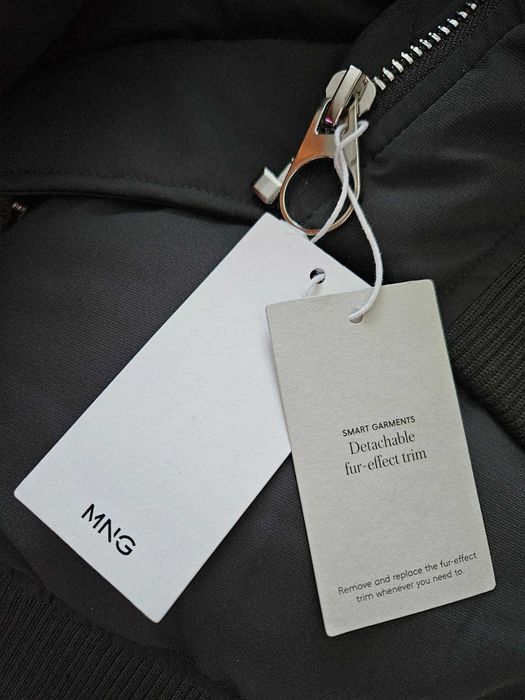 MNG
SMART GARMENTS
Detachable
fur-effect trim
Remove and replace the fur-effect
trim whenever you need to.